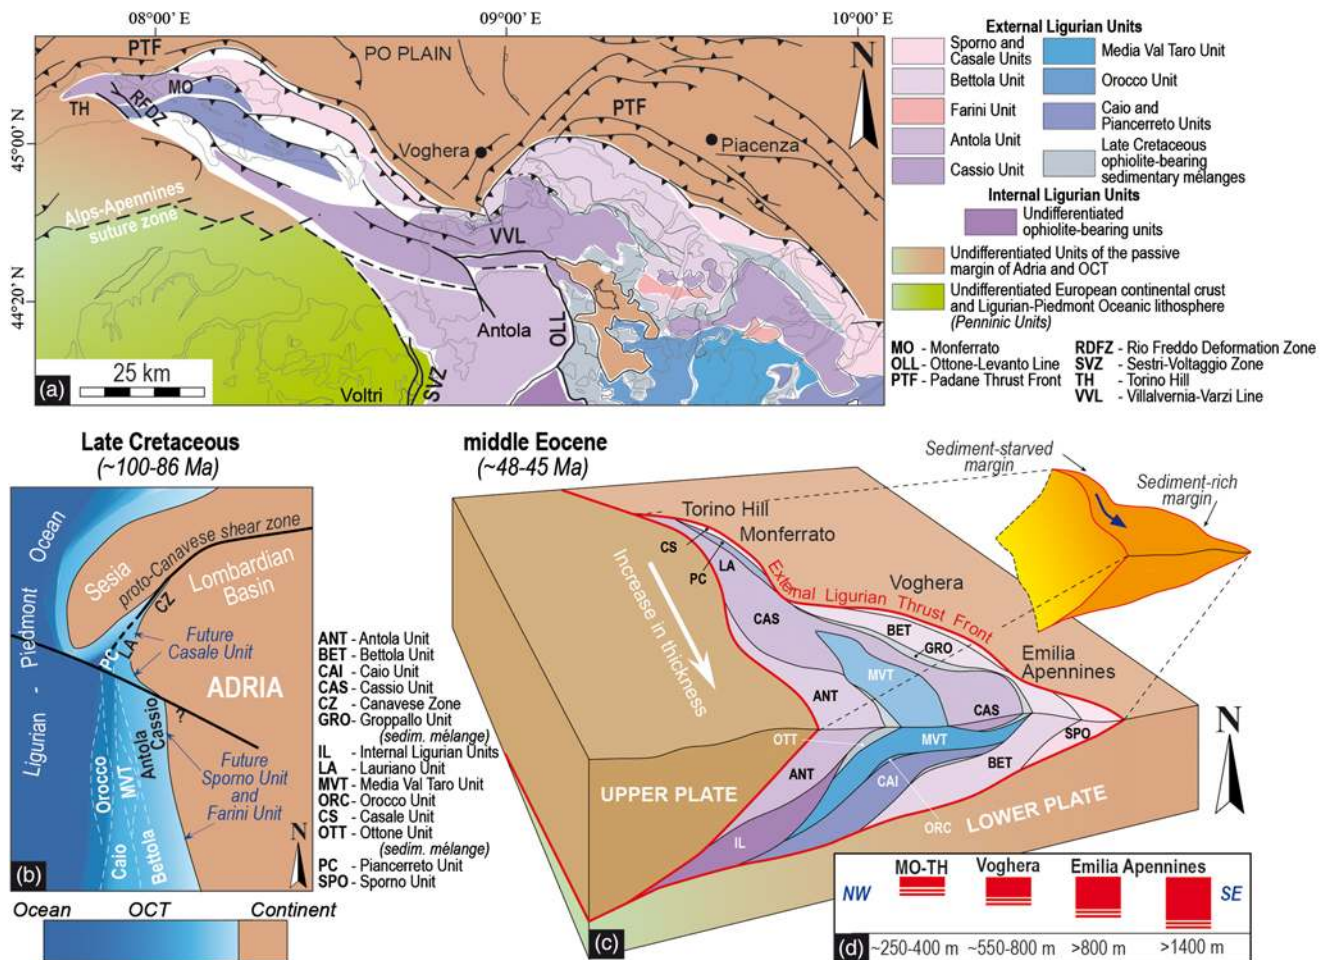 08°00' E
09°00' E
10°00' E
45°00' N
44°20' N
PTF
PO PLAIN
N
MO
TH
RFDZ
PTF
Voghera
Piacenza
Alps-Apennines
suture zone
VVL
Antola
OLL
25 km
Voltri
SVZ
(a)
External Ligurian Units
Sporno and
Casale Units
Bettola Unit
Farini Unit
Antola Unit
Cassio Unit
Media Val Taro Unit
Orocco Unit
Caio and
Piancerreto Units
Late Cretaceous
ophiolite-bearing
sedimentary mélanges
Internal Ligurian Units
Undifferentiated
ophiolite-bearing units
Undifferentiated Units of the passive
margin of Adria and OCT
Undifferentiated European continental crust
and Ligurian-Piedmont Oceanic lithosphere
(Penninic Units)
MO - Monferrato
OLL - Ottone-Levanto Line
PTF - Padane Thrust Front
RDFZ - Rio Freddo Deformation Zone
SVZ - Sestri-Voltaggio Zone
TH - Torino Hill
VVL - Villalvernia-Varzi Line
Late Cretaceous
(~100-86 Ma)
Ligurian - Piedmont Ocean
Sesia
proto-Canavese shear zone
CZ
Lombardian
Basin
LA
PC
Future
Casale Unit
ADRIA
?
Antola
Cassio
Orocco
MVT
Future
Sporno Unit
and
Farini Unit
Caio
Bettola
N
(b)
Ocean
OCT
Continent
ANT - Antola Unit
BET - Bettola Unit
CAI - Caio Unit
CAS - Cassio Unit
CZ - Canavese Zone
GRO- Groppallo Unit
(sedim. mélange)
IL - Internal Ligurian Units
LA - Lauriano Unit
MVT- Media Val Taro Unit
ORC- Orocco Unit
CS - Casale Unit
OTT - Ottone Unit
(sedim. mélange)
PC - Piancerreto Unit
SPO - Sporno Unit
middle Eocene
(~48-45 Ma)
Sediment-starved
margin
Sediment-rich
margin
Torino Hill
Monferrato
CS
PC
LA
Increase in thickness
External Ligurian Thrust Front
Voghera
CAS
BET
GRO
Emilia
Apennines
MVT
ANT
CAS
OTT
MVT
SPO
ANT
CAI
BET
UPPER PLATE
LOWER PLATE
ORC
IL
N
(c)
MO-TH
Voghera
Emilia Apennines
NW
SE
(d)
~250-400 m
~550-800 m
>800 m
>1400 m